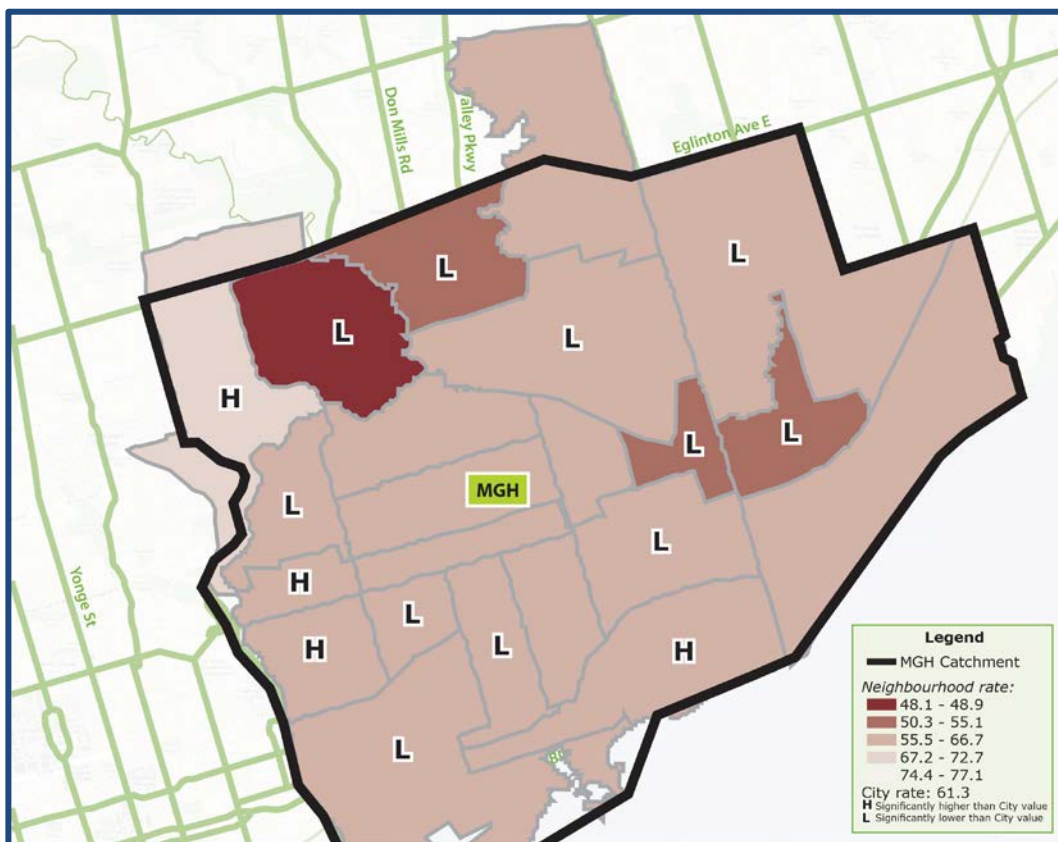 Don Mills Rd
alley Pkwy
Eglinton Ave E
L
L
L
L
H
L
L
MGH
L
L
H
L
H
L
H
L
Yonge St
Legend
MGH Catchment
Neighbourhood rate:
48.1 - 48.9
50.3 - 55.1
55.5 - 66.7
67.2 - 72.7
74.4 - 77.1
City rate: 61.3
H Significantly higher than City value
L Significantly lower than City value